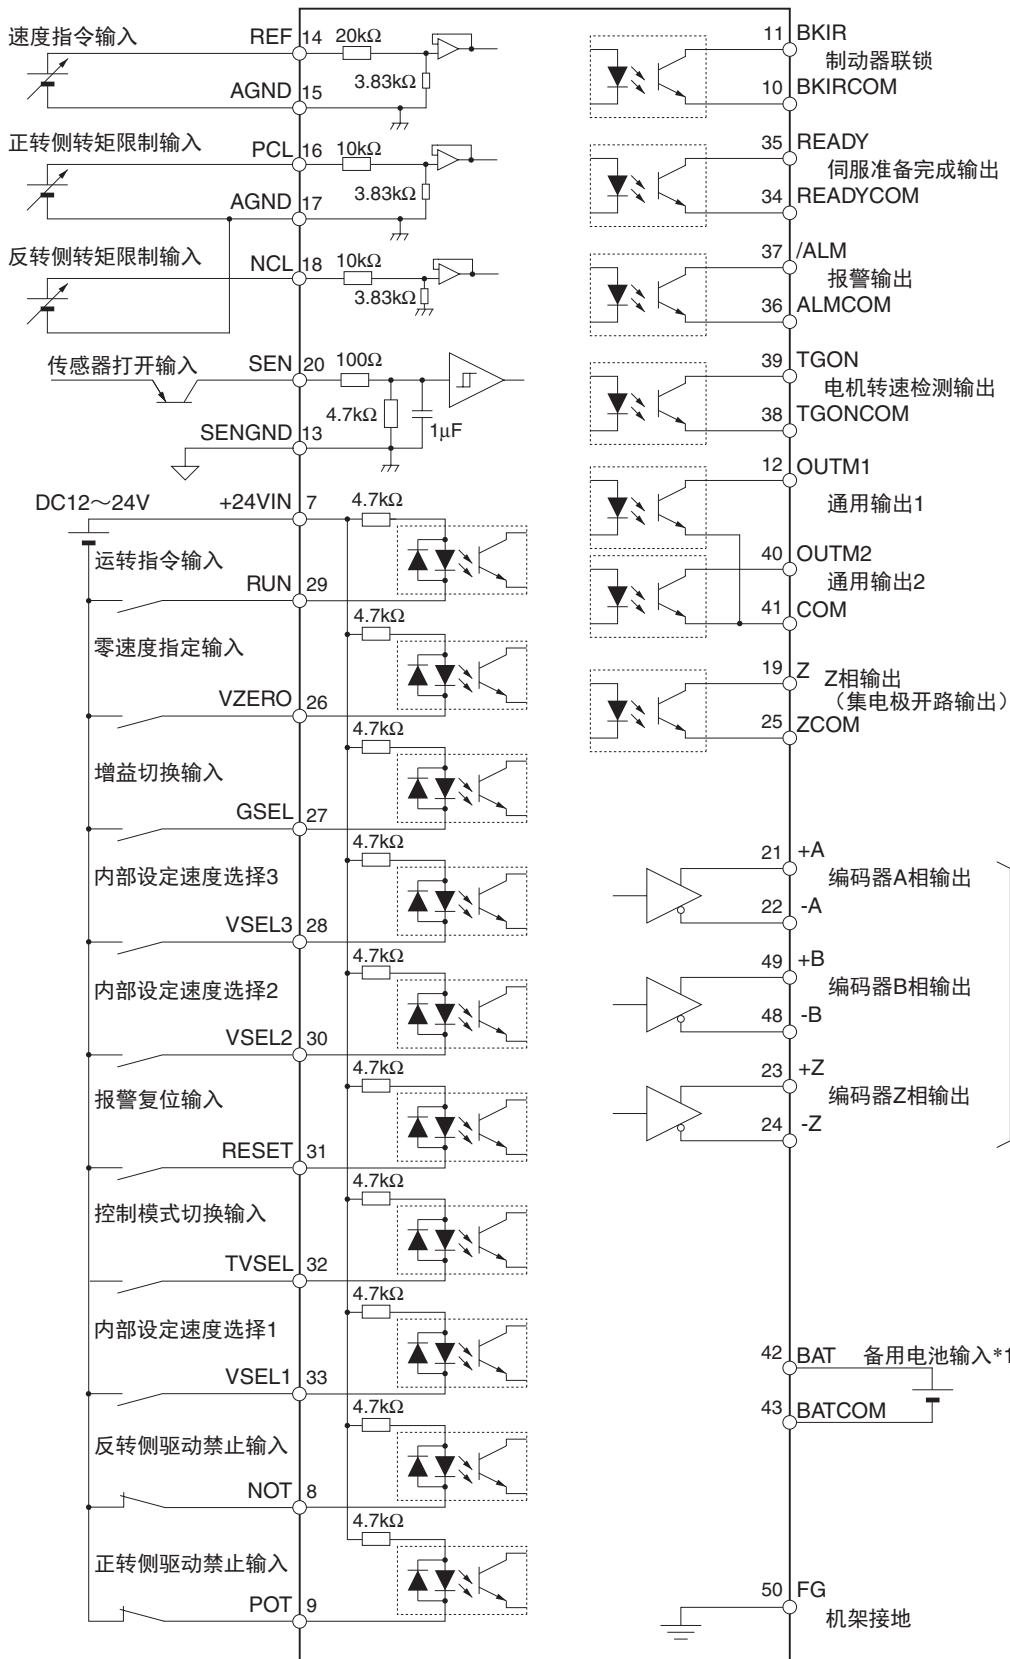 速度指令输入
REF 14 20kΩ
3.83kΩ
AGND 15
正转侧转矩限制输入
PCL 16 10kΩ
3.83kΩ
AGND 17
反转侧转矩限制输入
NCL 18 10kΩ
3.83kΩ
传感器打开输入
SEN 20 100Ω
4.7kΩ
1μF
SENGND 13
DC12～24V
+24VIN 7 4.7kΩ
运转指令输入
RUN 29
4.7kΩ
零速度指定输入
VZERO 26
4.7kΩ
增益切换输入
GSEL 27
4.7kΩ
内部设定速度选择3
VSEL3 28
4.7kΩ
内部设定速度选择2
VSEL2 30
4.7kΩ
报警复位输入
RESET 31
4.7kΩ
控制模式切换输入
TVSEL 32
4.7kΩ
内部设定速度选择1
VSEL1 33
4.7kΩ
反转侧驱动禁止输入
NOT 8
4.7kΩ
正转侧驱动禁止输入
POT 9
11 BKIR
制动器联锁
10 BKIRCOM
35 READY
伺服准备完成输出
34 READYCOM
37 /ALM
报警输出
36 ALMCOM
39 TGON
电机转速检测输出
38 TGONCOM
12 OUTM1
通用输出1
40 OUTM2
通用输出2
41 COM
19 Z
Z相输出
（集电极开路输出）
25 ZCOM
21 +A
编码器A相输出
22 -A
49 +B
编码器B相输出
48 -B
23 +Z
编码器Z相输出
24 -Z
42 BAT 备用电池输入*1
43 BATCOM
50 FG
机架接地